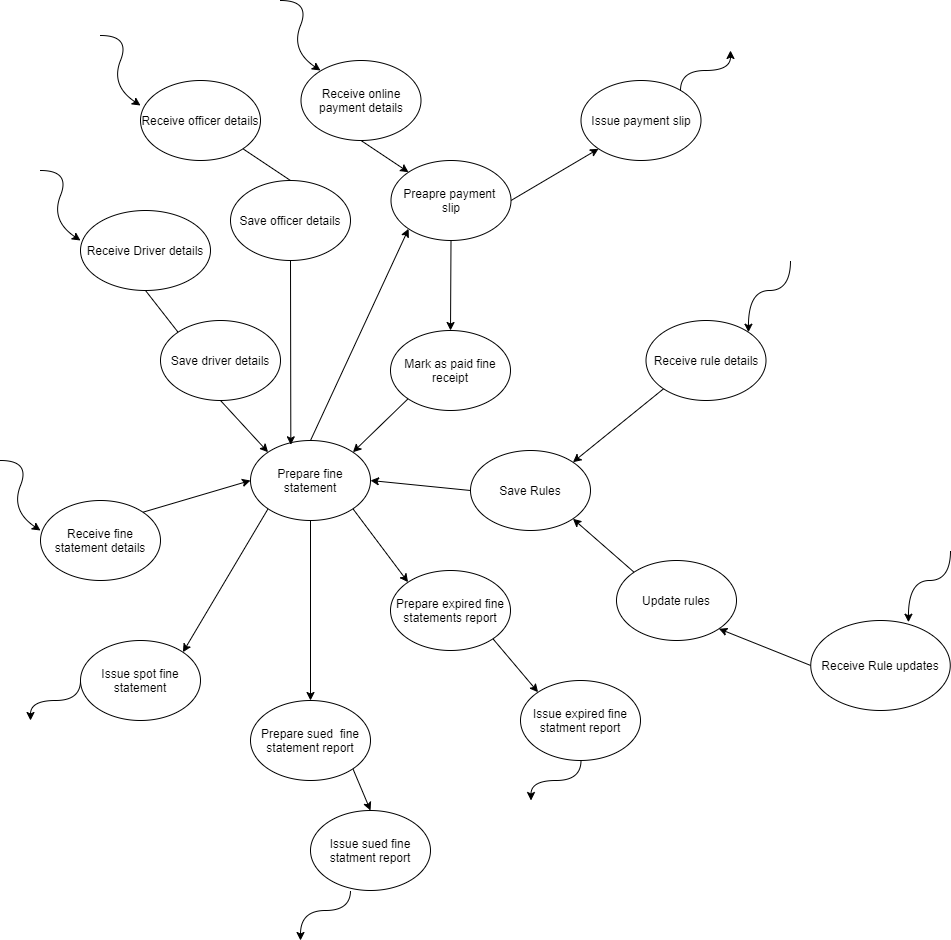 Receive online
payment details
Receive officer details
Issue payment slip
Preapre payment
slip
Save officer details
Receive Driver details
Save driver details
Mark as paid fine
receipt
Receive rule details
Prepare fine
statement
Save Rules
Receive fine
statement details
Prepare expired fine
statements report
Update rules
Receive Rule updates
Issue spot fine
statement
Issue expired fine
statment report
Prepare sued  fine
statement report
Issue sued fine
statment report